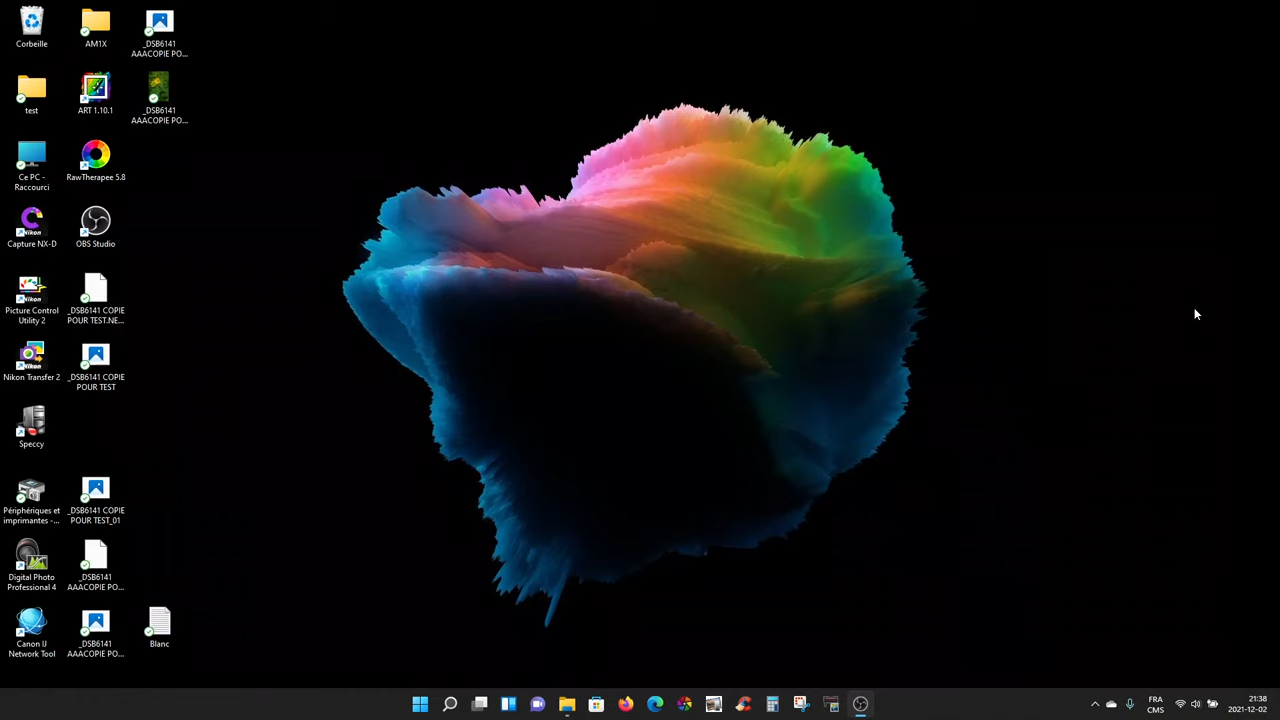 Corbeille
AM1X
_DSB6141
AAACOPIE PO...
test
ART 1.10.1
_DSB6141
AAACOPIE PO...
Ce PC -
Raccourci
RawTherapee 5.8
Capture NX-D
OBS Studio
Picture Control
Utility 2
_DSB6141 COPIE
POUR TEST.NE...
Nikon Transfer 2
_DSB6141 COPIE
POUR TEST
Speccy
Périphériques et
imprimantes -...
_DSB6141 COPIE
POUR TEST_01
Digital Photo
Professional 4
_DSB6141
AAACOPIE PO...
Canon IJ
Network Tool
_DSB6141
AAACOPIE PO...
Blanc
FRA
CMS
21:38
2021-12-02